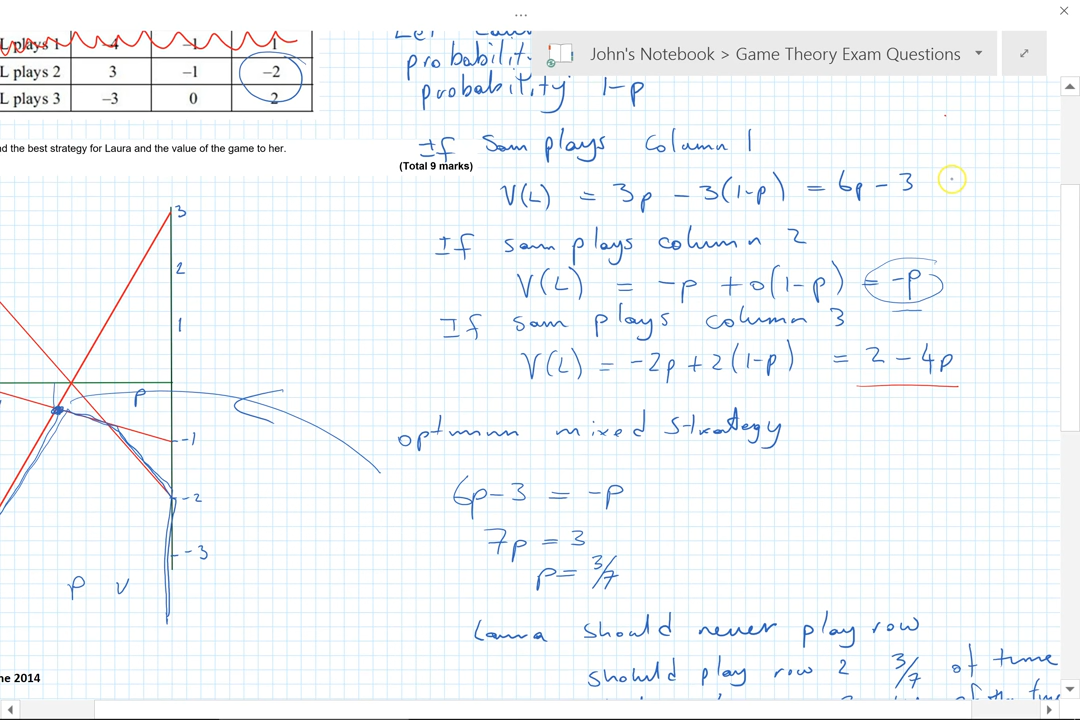 ...
John's Notebook > Game Theory Exam Questions
L plays 1 -4 -1 1
L plays 2 3 −1 −2
L plays 3 −3 0 2
nd the best strategy for Laura and the value of the game to her.
(Total 9 marks)
Let
probability
probability 1-p
If Sam plays column 1
V(L) = 3p - 3(1-p) = 6p - 3
If sam plays column 2
V(L) = -p + 0(1-p) = -p
If sam plays column 3
V(L) = -2p + 2(1-p) = 2 - 4p
3
2
1
p
-1
-2
-3
p v
optimum mixed strategy
6p-3 = -p
7p = 3
p = 3/7
Laura should never play row
should play row 2 3/7 of time
ne 2014